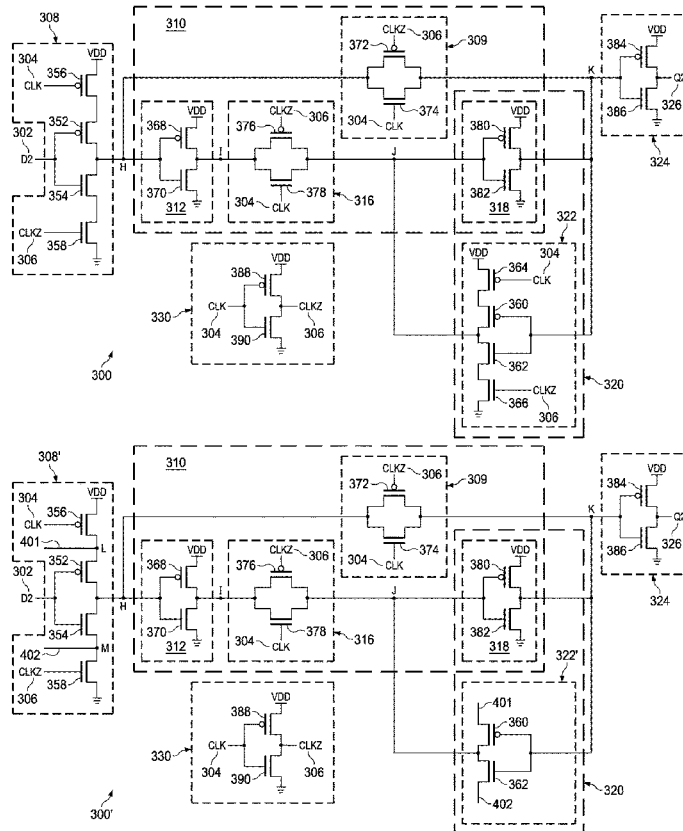 308
310
372
CLKZ
306
309
304
VDD
356
CLK
384
VDD
K
Q2
326
386
324
352
302
D2
354
H
CLKZ
306
358
304
CLK
374
VDD
368
370
312
I
CLKZ
306
376
304
CLK
378
316
J
VDD
380
382
318
322
VDD
364
304
CLK
360
362
366
CLKZ
306
320
330
VDD
388
CLK
304
CLKZ
306
390
300
308'
310
372
CLKZ
306
309
304
VDD
356
CLK
401
L
384
VDD
K
Q2
326
386
324
352
302
D2
354
H
402
M
CLKZ
306
358
304
CLK
374
VDD
368
370
312
I
CLKZ
306
376
304
CLK
378
316
J
VDD
380
382
318
322'
401
360
362
402
320
330
VDD
388
CLK
304
CLKZ
306
390
300'